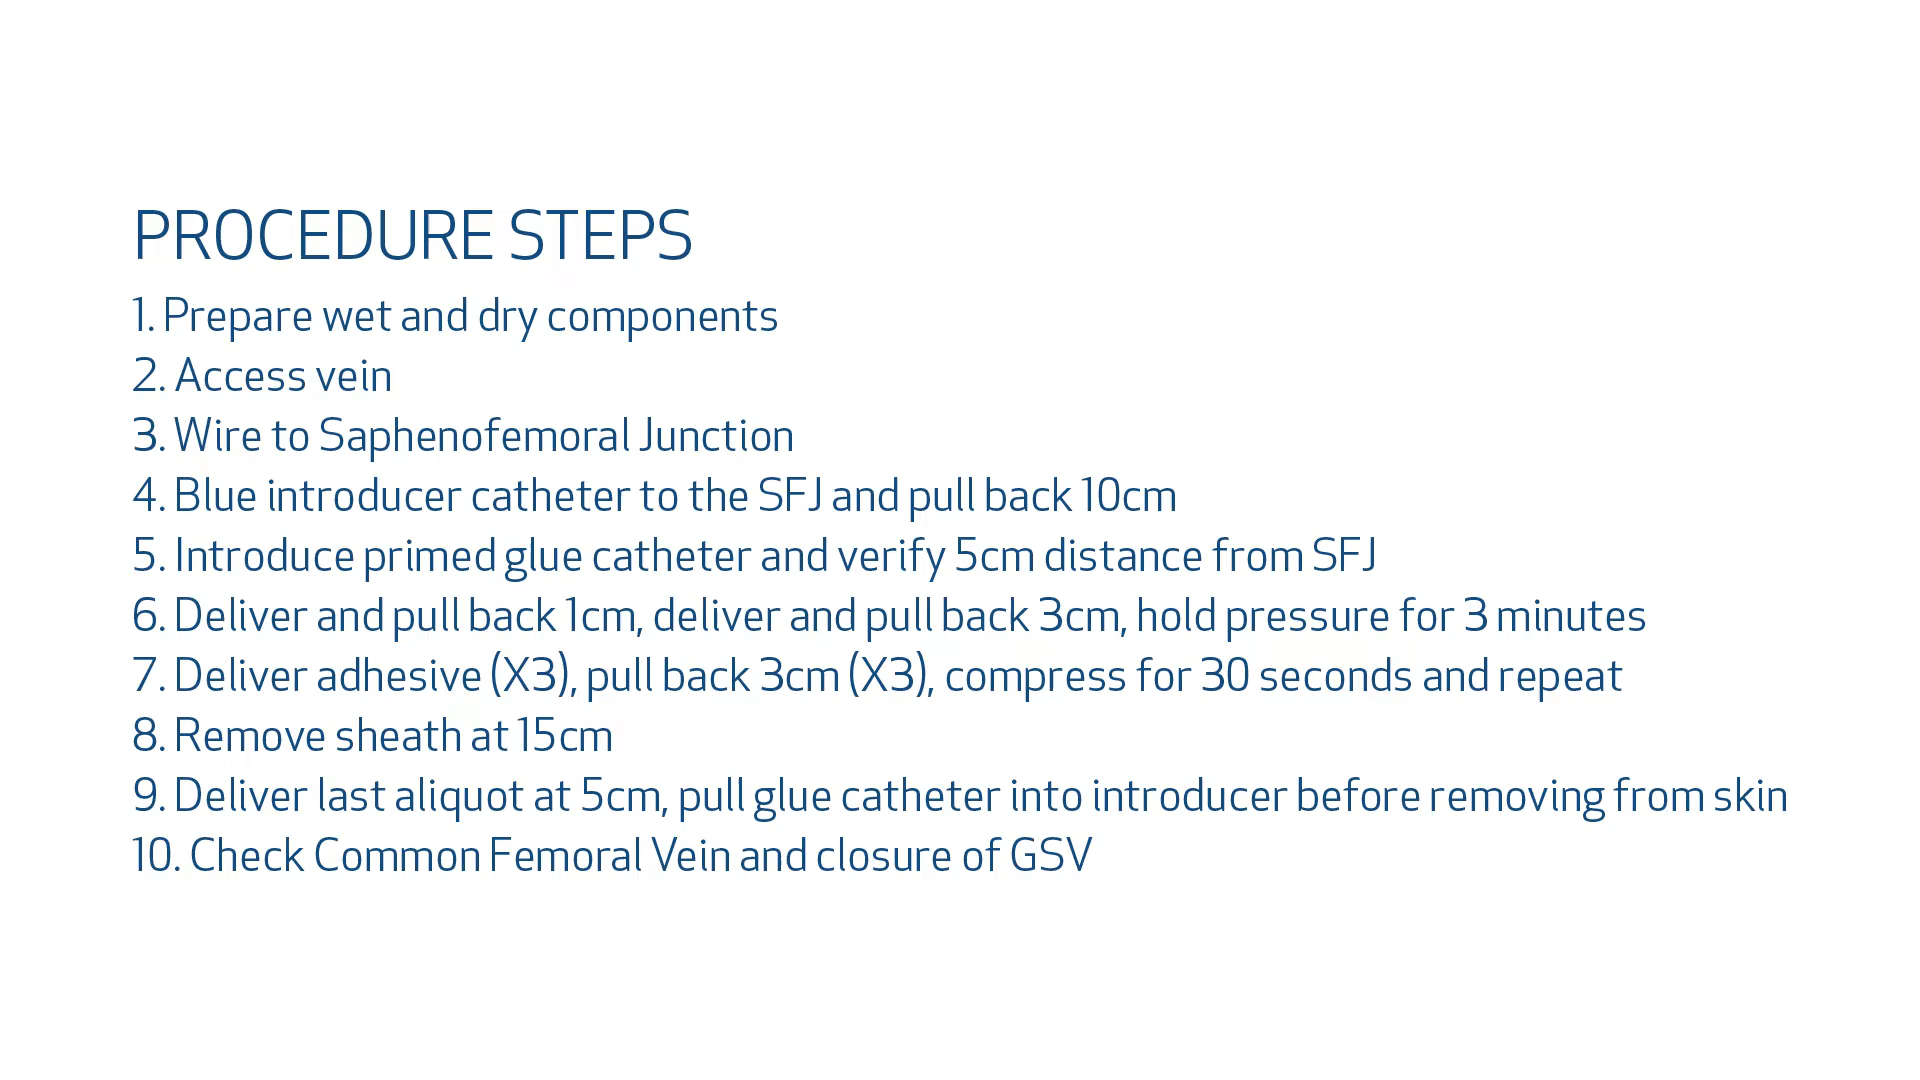 PROCEDURE STEPS
1. Prepare wet and dry components
2. Access vein
3. Wire to Saphenofemoral Junction
4. Blue introducer catheter to the SFJ and pull back 10cm
5. Introduce primed glue catheter and verify 5cm distance from SFJ
6. Deliver and pull back 1cm, deliver and pull back 3cm, hold pressure for 3 minutes
7. Deliver adhesive (X3), pull back 3cm (X3), compress for 30 seconds and repeat
8. Remove sheath at 15cm
9. Deliver last aliquot at 5cm, pull glue catheter into introducer before removing from skin
10. Check Common Femoral Vein and closure of GSV